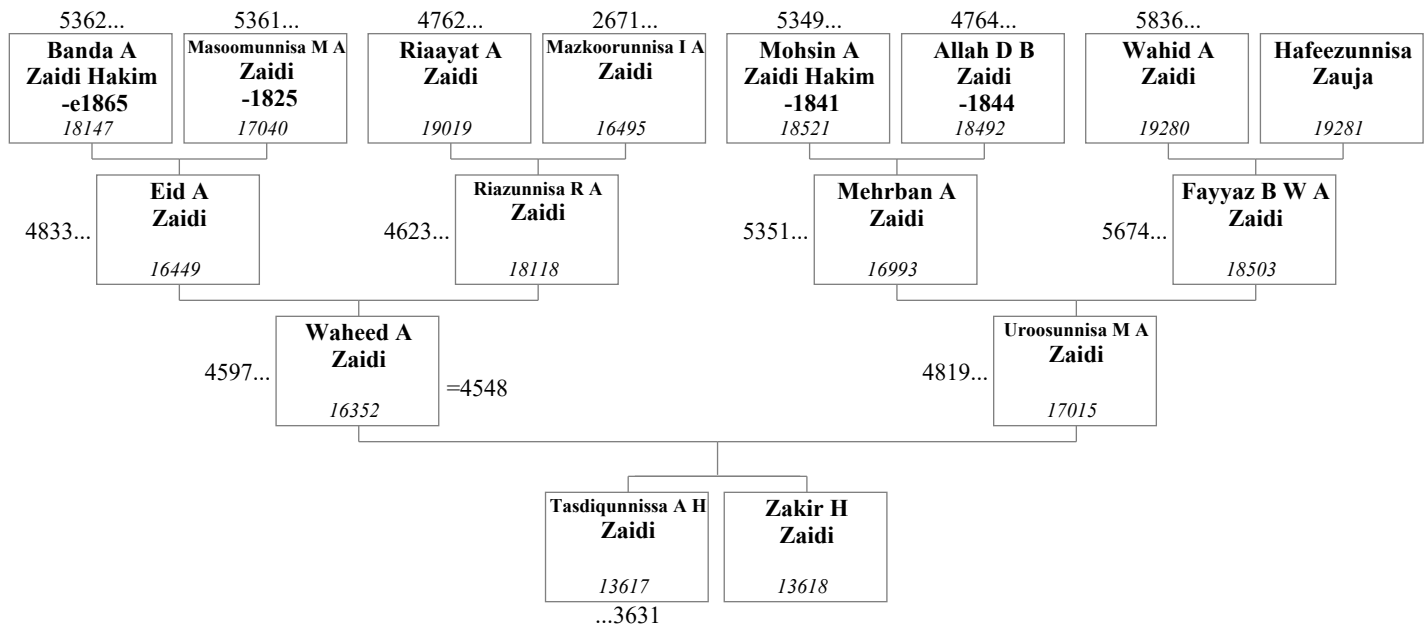 5362... 5361... 4762... 2671... 5349... 4764... 5836...
Banda A
Zaidi Hakim
-e1865
18147
Masoomunnisa M A
Zaidi
-1825
17040
Riaayat A
Zaidi
19019
Mazkoorunnisa I A
Zaidi
16495
Mohsin A
Zaidi Hakim
-1841
18521
Allah D B
Zaidi
-1844
18492
Wahid A
Zaidi
19280
Hafeezunnisa
Zauja
19281
4833...
Eid A
Zaidi
16449
4623...
Riazunnisa R A
Zaidi
18118
5351...
Mehrban A
Zaidi
16993
5674...
Fayyaz B W A
Zaidi
18503
4597...
Waheed A
Zaidi
16352
=4548
4819...
Uroosunnisa M A
Zaidi
17015
Tasdiqunnissa A H
Zaidi
13617
...3631
Zakir H
Zaidi
13618